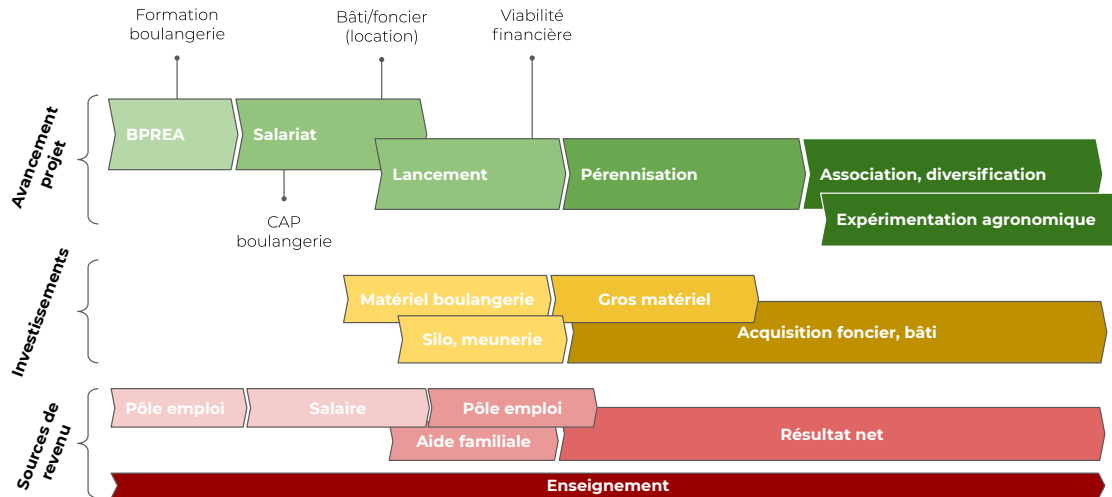 Formation
boulangerie
Bâti/foncier
(location)
Viabilité
financière
Avancement
projet
BPREA
Salariat
Lancement
Pérennisation
Association, diversification
Expérimentation agronomique
CAP
boulangerie
Investissements
Matériel boulangerie
Gros matériel
Silo, meunerie
Acquisition foncier, bâti
Sources de
revenu
Pôle emploi
Salaire
Pôle emploi
Aide familiale
Résultat net
Enseignement